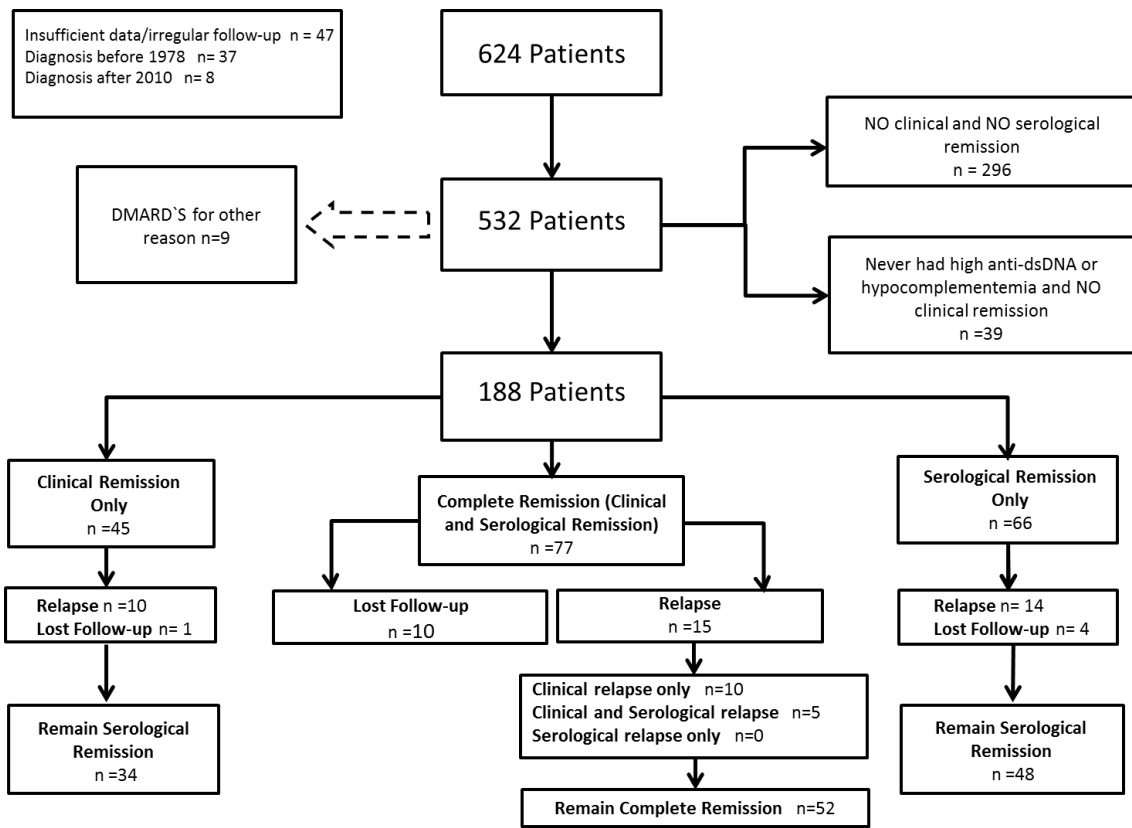 Insufficient data/irregular follow-up n = 47
Diagnosis before 1978 n= 37
Diagnosis after 2010 n= 8
624 Patients
NO clinical and NO serological
remission
n = 296
DMARD`S for other
reason n=9
532 Patients
Never had high anti-dsDNA or
hypocomplementemia and NO
clinical remission
n =39
188 Patients
Clinical Remission
Only
n =45
Complete Remission (Clinical
and Serological Remission)
n =77
Serological Remission
Only
n =66
Relapse n =10
Lost Follow-up n= 1
Lost Follow-up
n =10
Relapse
n =15
Relapse n= 14
Lost Follow-up n= 4
Clinical relapse only n=10
Clinical and Serological relapse n=5
Serological relapse only n=0
Remain Serological
Remission
n =34
Remain Serological
Remission
n =48
Remain Complete Remission n=52